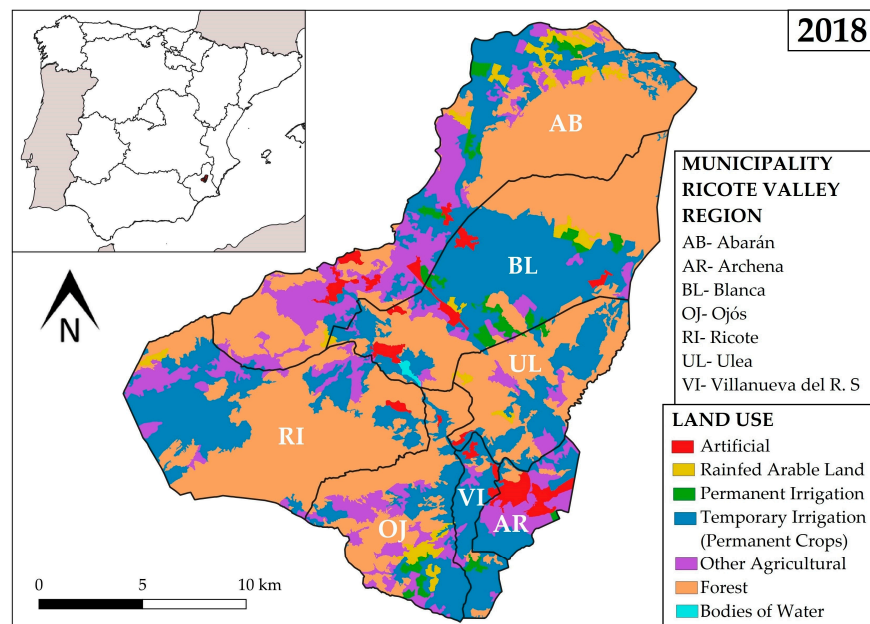 2018
AB
BL
UL
RI
VI
AR
OJ
N
0 5 10 km
MUNICIPALITY
RICOTE VALLEY
REGION
AB- Abarán
AR- Archena
BL- Blanca
OJ- Ojós
RI- Ricote
UL- Ulea
VI- Villanueva del R. S
LAND USE
Artificial
Rainfed Arable Land
Permanent Irrigation
Temporary Irrigation
(Permanent Crops)
Other Agricultural
Forest
Bodies of Water